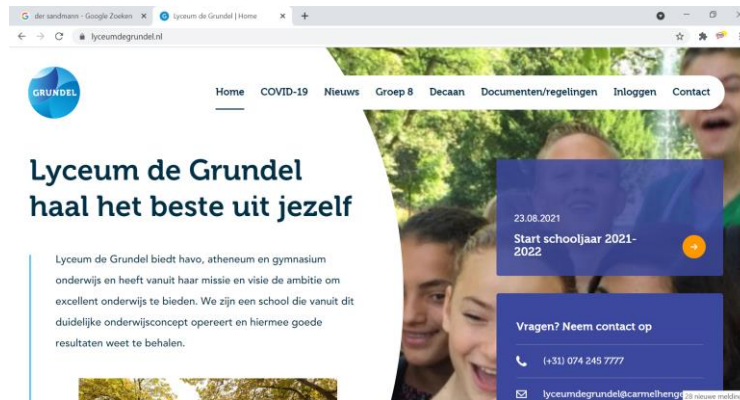 der sandmann - Google Zoeken
Lyceum de Grundel | Home
lyceumdegrundel.nl
GRUNDEL
Home COVID-19 Nieuws Groep 8 Decaan Documenten/regelingen Inloggen Contact
Lyceum de Grundel
haal het beste uit jezelf
Lyceum de Grundel biedt havo, atheneum en gymnasium
onderwijs en heeft vanuit haar missie en visie de ambitie om
excellent onderwijs te bieden. We zijn een school die vanuit dit
duidelijke onderwijsconcept opereert en hiermee goede
resultaten weet te behalen.
23.08.2021
Start schooljaar 2021-
2022
Vragen? Neem contact op
(+31) 074 245 7777
lyceumdegrundel@carmelhenge
28 nieuwe melding